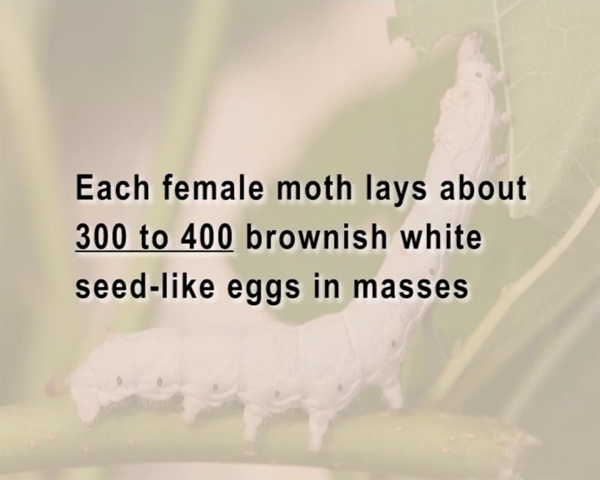 Each female moth lays about
300 to 400 brownish white
seed-like eggs in masses